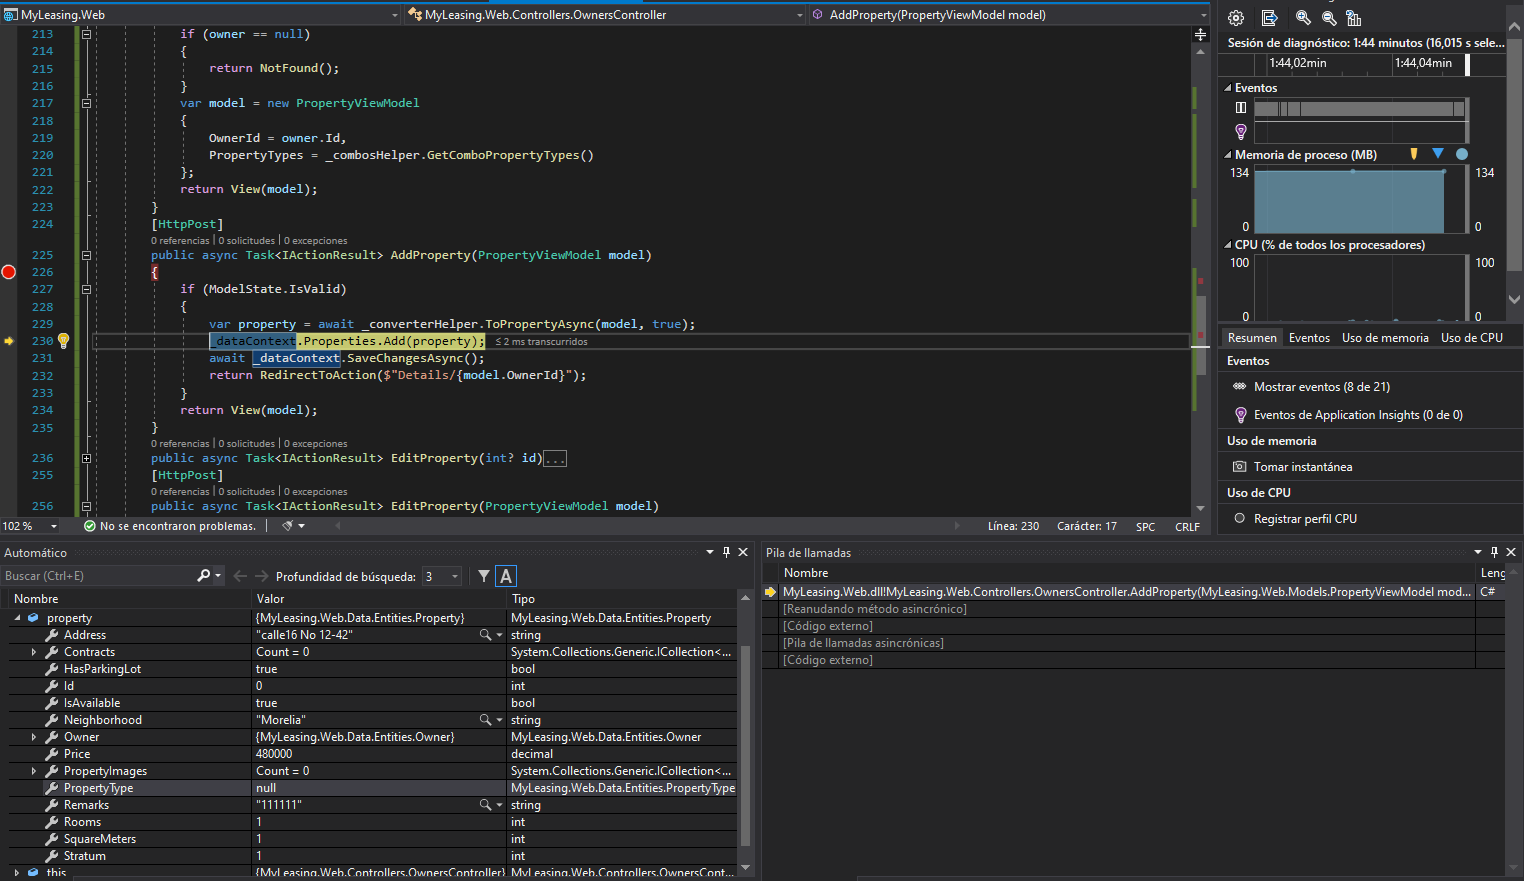 MyLeasing.Web
MyLeasing.Web.Controllers.OwnersController
AddProperty(PropertyViewModel model)
213 if (owner == null)
214 {
215 return NotFound();
216 }
217 var model = new PropertyViewModel
218 {
219 OwnerId = owner.Id,
220 PropertyTypes = _combosHelper.GetComboPropertyTypes()
221 };
222 return View(model);
223 }
224 [HttpPost]
0 referencias | 0 solicitudes | 0 excepciones
225 public async Task<IActionResult> AddProperty(PropertyViewModel model)
226 {
227 if (ModelState.IsValid)
228 {
229 var property = await _converterHelper.ToPropertyAsync(model, true);
230 _dataContext.Properties.Add(property); ≤ 2 ms transcurridos
231 await _dataContext.SaveChangesAsync();
232 return RedirectToAction($"Details/{model.OwnerId}");
233 }
234 return View(model);
235 }
0 referencias | 0 solicitudes | 0 excepciones
236 public async Task<IActionResult> EditProperty(int? id)...
255 [HttpPost]
0 referencias | 0 solicitudes | 0 excepciones
256 public async Task<IActionResult> EditProperty(PropertyViewModel model)
102 % No se encontraron problemas. Línea: 230 Carácter: 17 SPC CRLF
Sesión de diagnóstico: 1:44 minutos (16,015 s sele...
1:44,02min 1:44,04min
Eventos
Memoria de proceso (MB)
134 134
0 0
CPU (% de todos los procesadores)
100 100
0 0
Resumen Eventos Uso de memoria Uso de CPU
Eventos
Mostrar eventos (8 de 21)
Eventos de Application Insights (0 de 0)
Uso de memoria
Tomar instantánea
Uso de CPU
Registrar perfil CPU
Automático
Buscar (Ctrl+E) Profundidad de búsqueda: 3 A
Nombre Valor Tipo
property {MyLeasing.Web.Data.Entities.Property} MyLeasing.Web.Data.Entities.Property
Address "calle16 No 12-42" string
Contracts Count = 0 System.Collections.Generic.ICollection<...
HasParkingLot true bool
Id 0 int
IsAvailable true bool
Neighborhood "Morelia" string
Owner {MyLeasing.Web.Data.Entities.Owner} MyLeasing.Web.Data.Entities.Owner
Price 480000 decimal
PropertyImages Count = 0 System.Collections.Generic.ICollection<...
PropertyType null MyLeasing.Web.Data.Entities.PropertyType
Remarks "111111" string
Rooms 1 int
SquareMeters 1 int
Stratum 1 int
this {MyLeasing.Web.Controllers.OwnersController} MyLeasing.Web.Controllers.OwnersCont...
Pila de llamadas
Nombre Leng
MyLeasing.Web.dll!MyLeasing.Web.Controllers.OwnersController.AddProperty(MyLeasing.Web.Models.PropertyViewModel mod... C#
[Reanudando método asincrónico]
[Código externo]
[Pila de llamadas asincrónicas]
[Código externo]